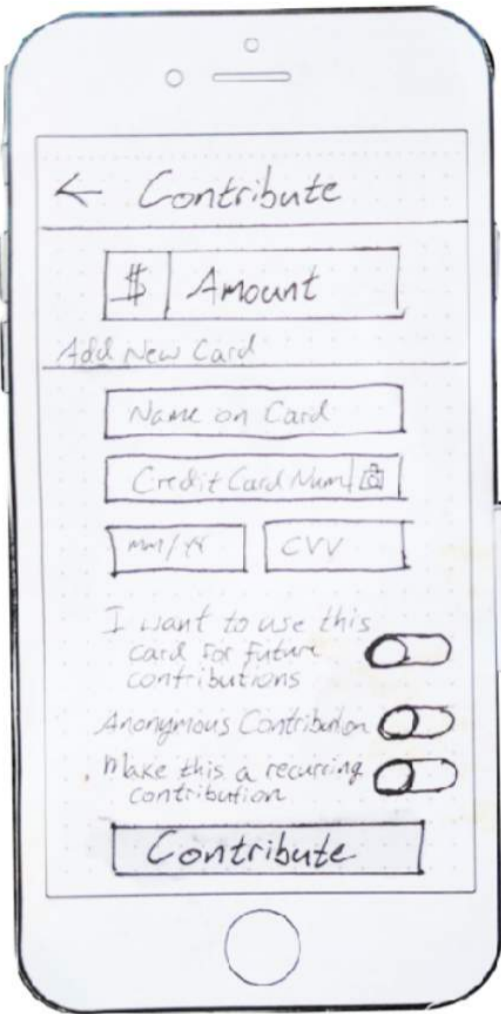 ← Contribute
$ Amount
Add New Card
Name on Card
Credit Card Num
mm/yy
CVV
I want to use this
card for future
contributions
Anonymous Contribution
Make this a recurring
contribution
Contribute